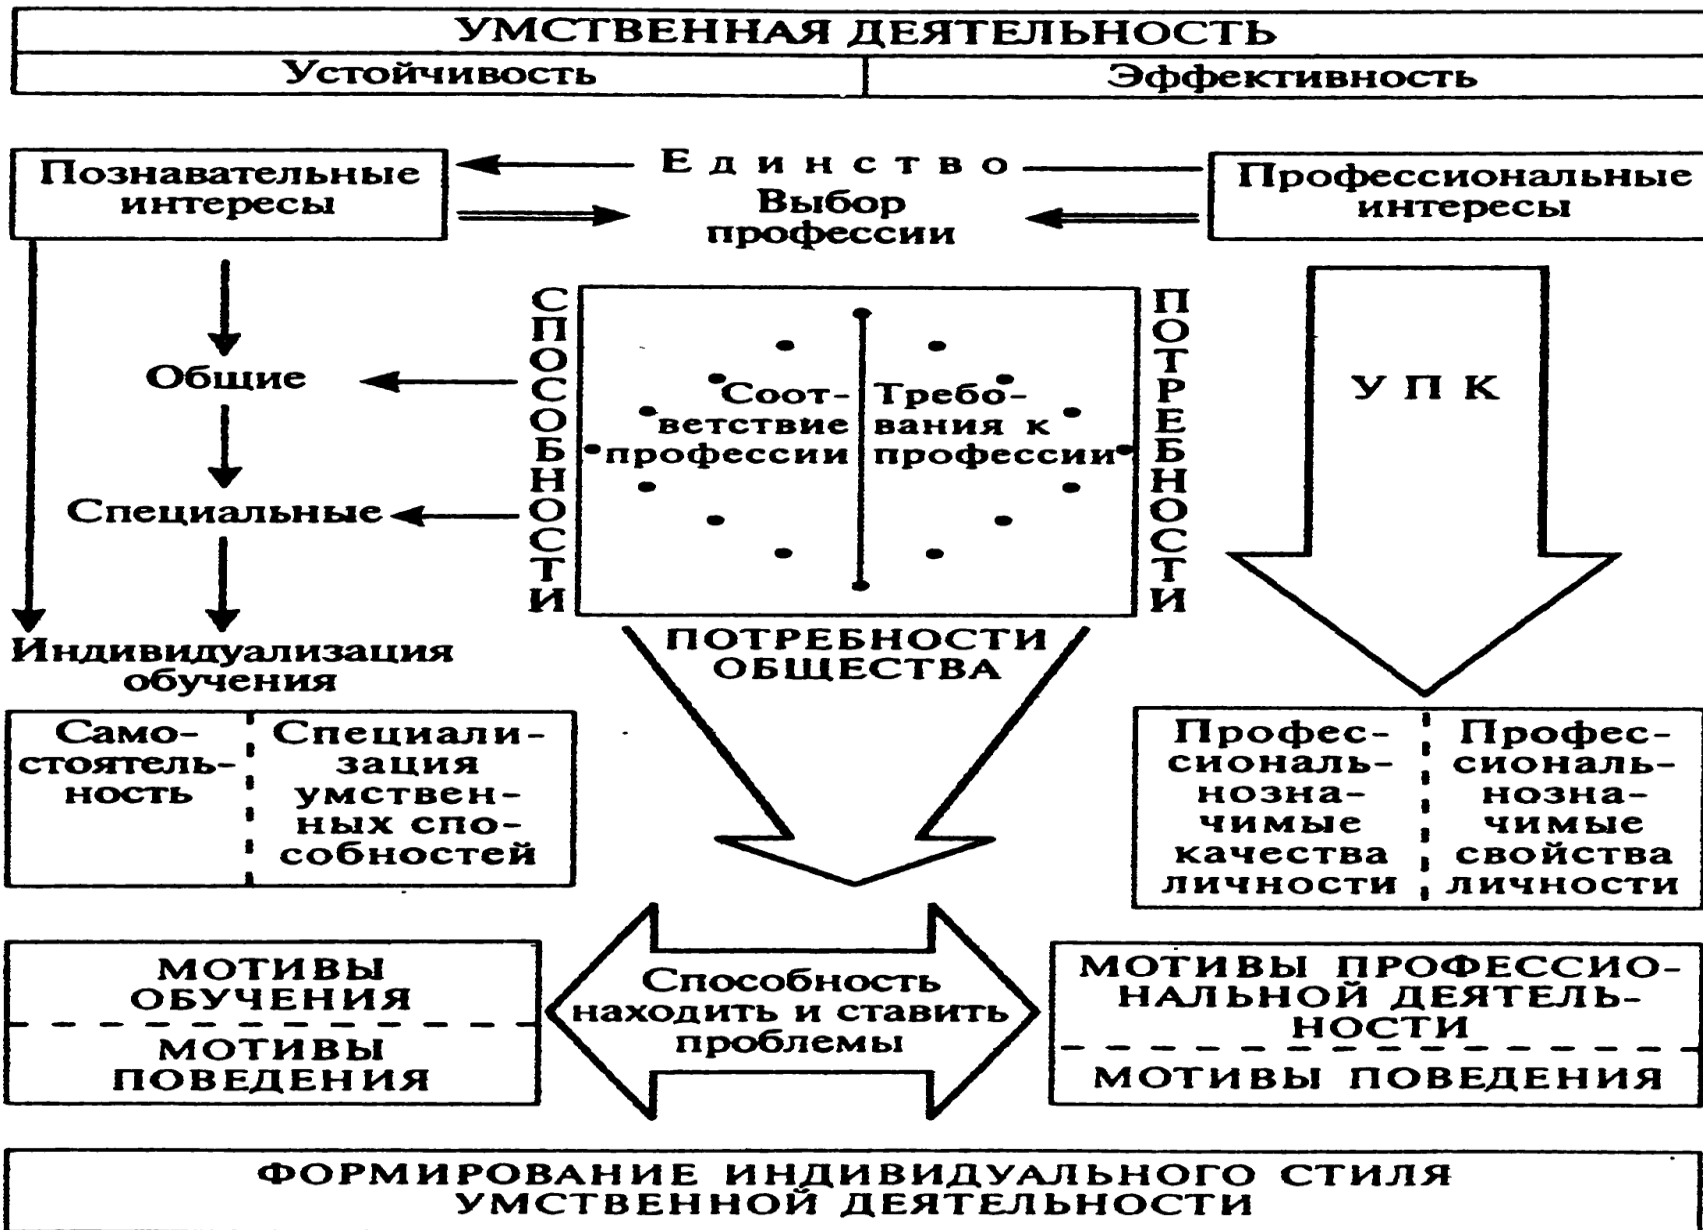 УМСТВЕННАЯ ДЕЯТЕЛЬНОСТЬ
Устойчивость
Эффективность
Познавательные
интересы
Единство
Выбор
профессии
Профессиональные
интересы
СПОСОБНОСТИ
Соот-
ветствие
профессии
Требо-
вания к
профессии
ПОТРЕБНОСТИ
УПК
Общие
Специальные
Индивидуализация
обучения
ПОТРЕБНОСТИ
ОБЩЕСТВА
Само-
стоятель-
ность
Специали-
зация
умствен-
ных спо-
собностей
Профес-
сиональ-
нозна-
чимые
качества
личности
Профес-
сиональ-
нозна-
чимые
свойства
личности
МОТИВЫ
ОБУЧЕНИЯ
МОТИВЫ
ПОВЕДЕНИЯ
Способность
находить и ставить
проблемы
МОТИВЫ ПРОФЕССИО-
НАЛЬНОЙ ДЕЯТЕЛЬ-
НОСТИ
МОТИВЫ ПОВЕДЕНИЯ
ФОРМИРОВАНИЕ ИНДИВИДУАЛЬНОГО СТИЛЯ
УМСТВЕННОЙ ДЕЯТЕЛЬНОСТИ